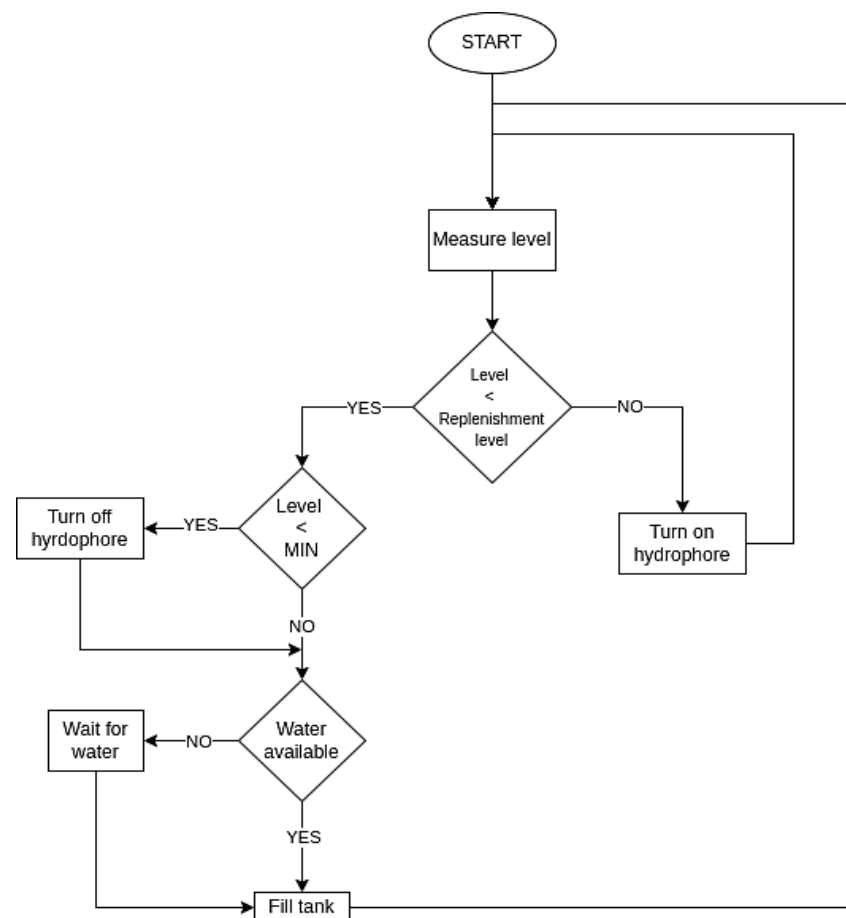 START
Measure level
Level
<
Replenishment
level
YES
NO
Level
<
MIN
YES
Turn off
hyrdophore
Turn on
hydrophore
NO
Water
available
NO
Wait for
water
YES
Fill tank